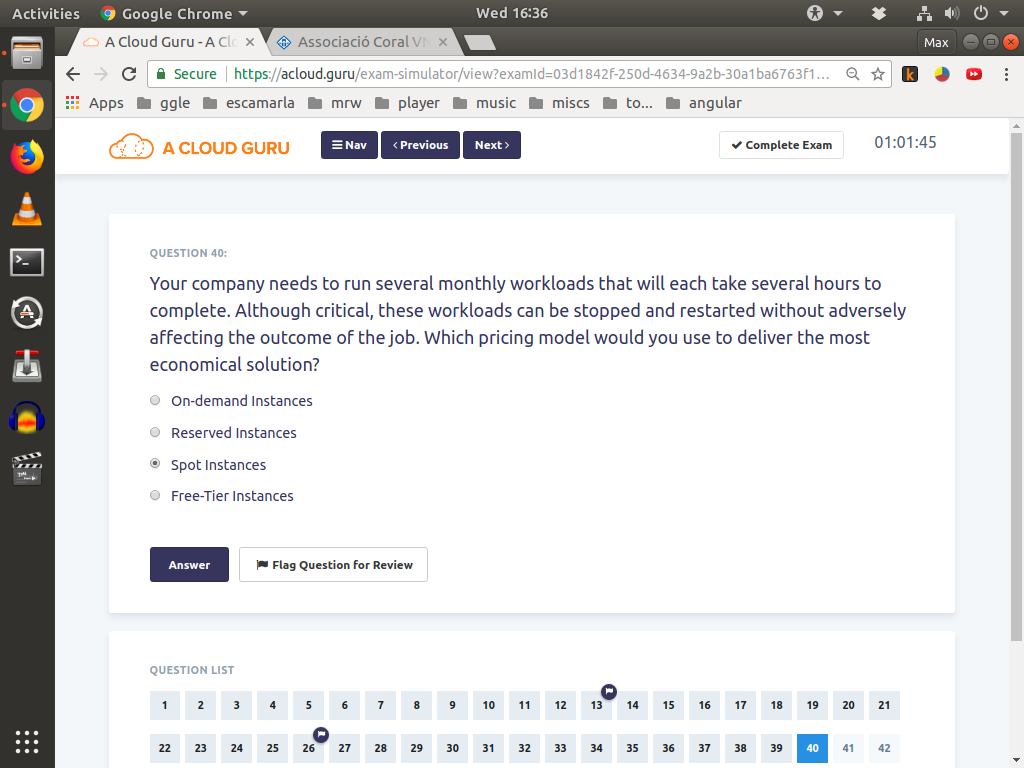 Activities Google Chrome Wed 16:36
A Cloud Guru - A Clo Associació Coral VN Max
Secure https://acloud.guru/exam-simulator/view?examId=03d1842f-250d-4634-9a2b-30a1ba6763f1...
Apps ggle escamarla mrw player music miscs to... angular
A CLOUD GURU Nav Previous Next Complete Exam 01:01:45
QUESTION 40:
Your company needs to run several monthly workloads that will each take several hours to
complete. Although critical, these workloads can be stopped and restarted without adversely
affecting the outcome of the job. Which pricing model would you use to deliver the most
economical solution?
On-demand Instances
Reserved Instances
Spot Instances
Free-Tier Instances
Answer Flag Question for Review
QUESTION LIST
1 2 3 4 5 6 7 8 9 10 11 12 13 14 15 16 17 18 19 20 21
22 23 24 25 26 27 28 29 30 31 32 33 34 35 36 37 38 39 40 41 42